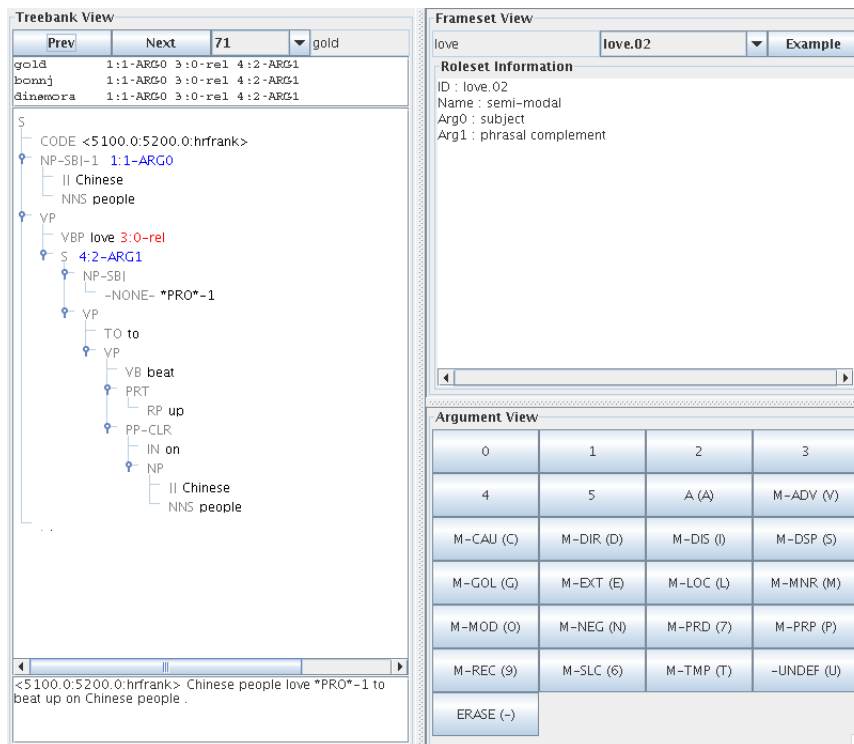 Treebank View
Prev Next 71 gold
gold 1:1-ARG0 3:0-rel 4:2-ARG1
bonnj 1:1-ARG0 3:0-rel 4:2-ARG1
dinemora 1:1-ARG0 3:0-rel 4:2-ARG1
S
CODE <5100.0:5200.0:hrfrank>
NP-SBJ-1 1:1-ARG0
JJ Chinese
NNS people
VP
VBP love 3:0-rel
S 4:2-ARG1
NP-SBJ
-NONE- *PRO*-1
VP
TO to
VP
VB beat
PRT
RP up
PP-CLR
IN on
NP
JJ Chinese
NNS people
. .
<5100.0:5200.0:hrfrank> Chinese people love *PRO*-1 to
beat up on Chinese people .
Frameset View
love love.02 Example
Roleset Information
ID : love.02
Name : semi-modal
Arg0 : subject
Arg1 : phrasal complement
Argument View
0 1 2 3
4 5 A (A) M-ADV (V)
M-CAU (C) M-DIR (D) M-DIS (I) M-DSP (S)
M-GOL (G) M-EXT (E) M-LOC (L) M-MNR (M)
M-MOD (O) M-NEG (N) M-PRD (7) M-PRP (P)
M-REC (9) M-SLC (6) M-TMP (T) -UNDEF (U)
ERASE (-)